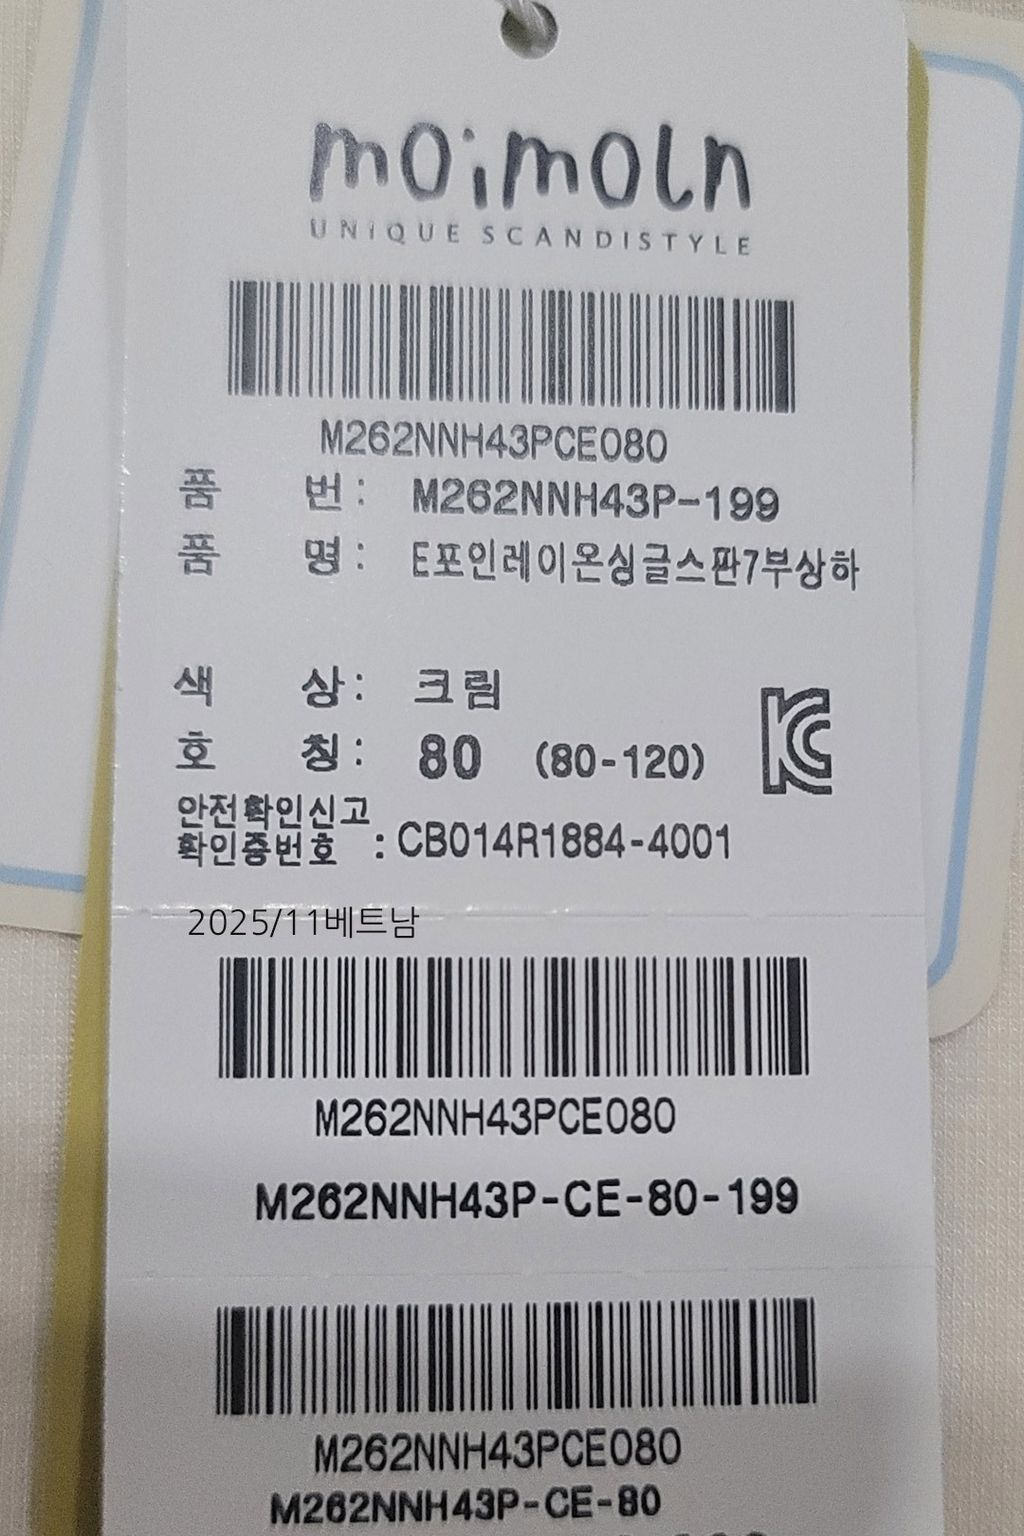 moimoln
UNIQUE SCANDISTYLE
M262NNH43PCE080
품 번 : M262NNH43P-199
품 명 : E포인레이온싱글스판7부상하
색 상 : 크림
호 칭 : 80 (80-120)
안전확인신고
확인증번호 : CB014R1884-4001
2025/11베트남
M262NNH43PCE080
M262NNH43P-CE-80-199
M262NNH43PCE080
M262NNH43P-CE-80